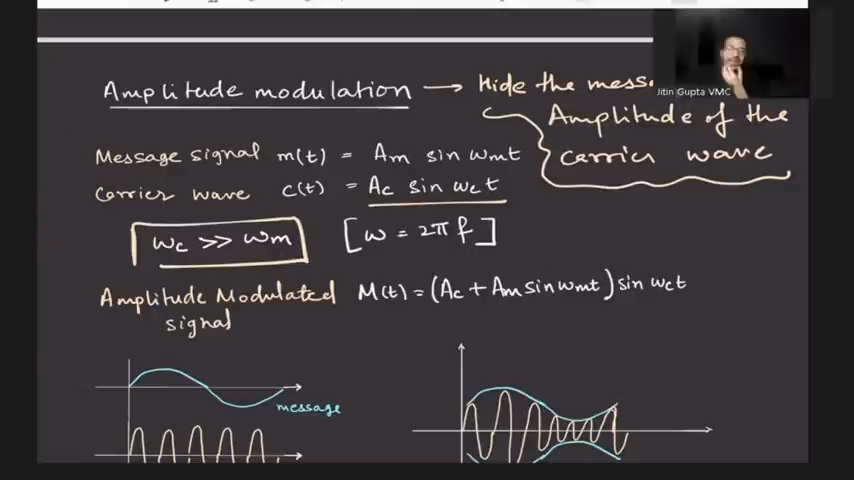 Amplitude modulation → Hide the mess
Jitin Gupta VMC
Amplitude of the
carrier wave
Message signal m(t) = Am sin ωmt
Carrier wave c(t) = Ac sin ωct
ωc >> ωm [ω = 2πf]
Amplitude Modulated M(t) = (Ac + Am sin ωmt) sin ωct
signal
message